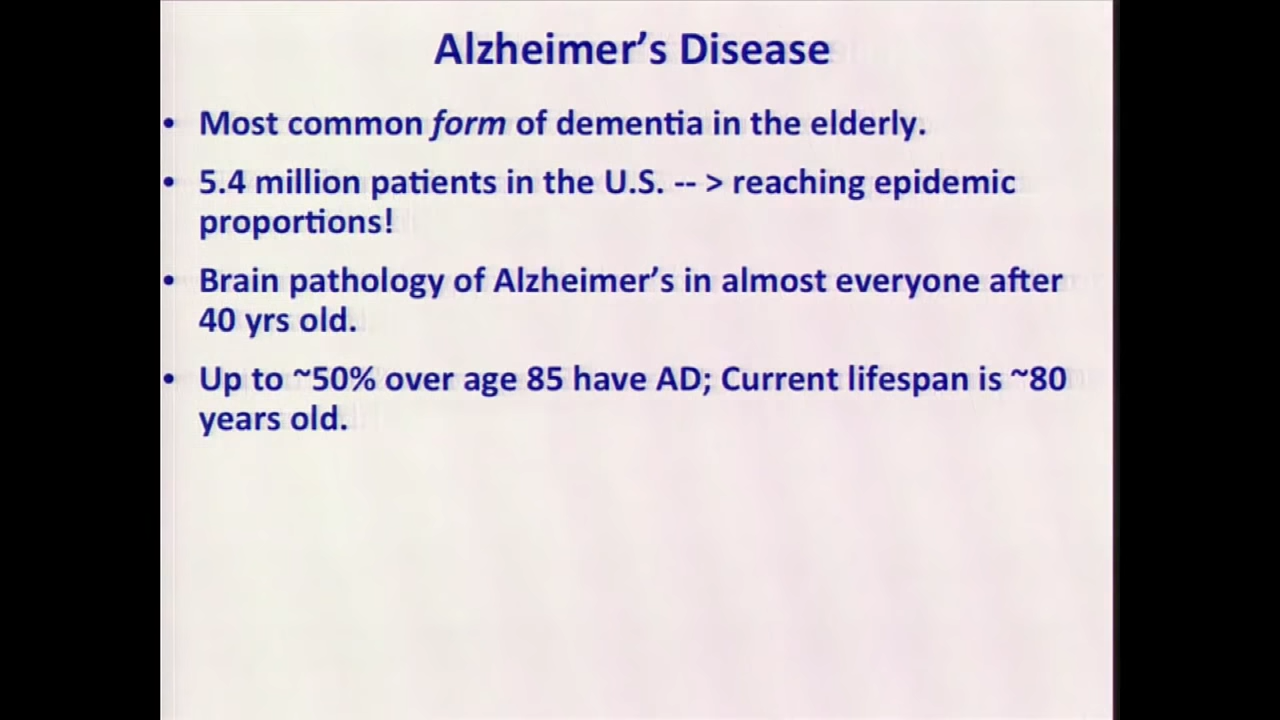 Alzheimer’s Disease
• Most common form of dementia in the elderly.
• 5.4 million patients in the U.S. -- > reaching epidemic
proportions!
• Brain pathology of Alzheimer’s in almost everyone after
40 yrs old.
• Up to ~50% over age 85 have AD; Current lifespan is ~80
years old.